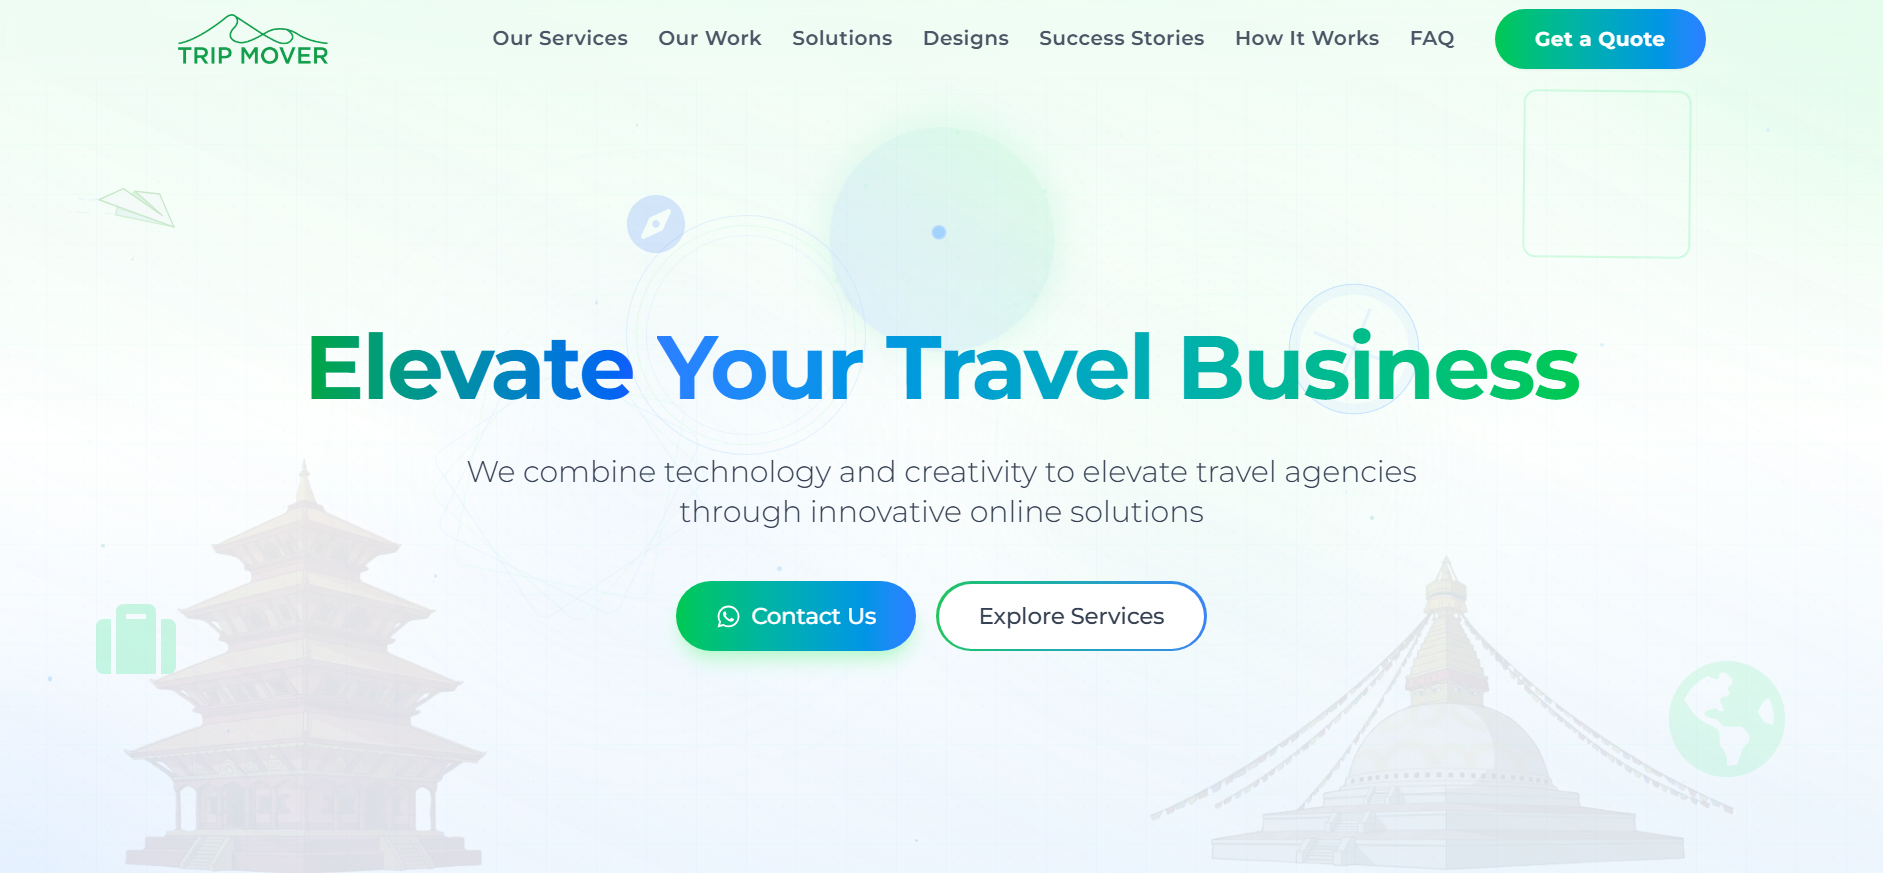 TRIP MOVER
Our Services
Our Work
Solutions
Designs
Success Stories
How It Works
FAQ
Get a Quote
Elevate Your Travel Business
We combine technology and creativity to elevate travel agencies
through innovative online solutions
Contact Us
Explore Services